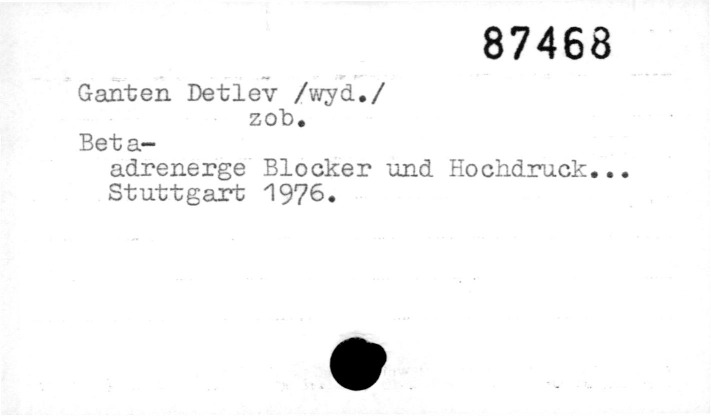 87468
Ganten Detlev /wyd./
zob.
Beta-
adrenerge Blocker und Hochdruck...
Stuttgart 1976.